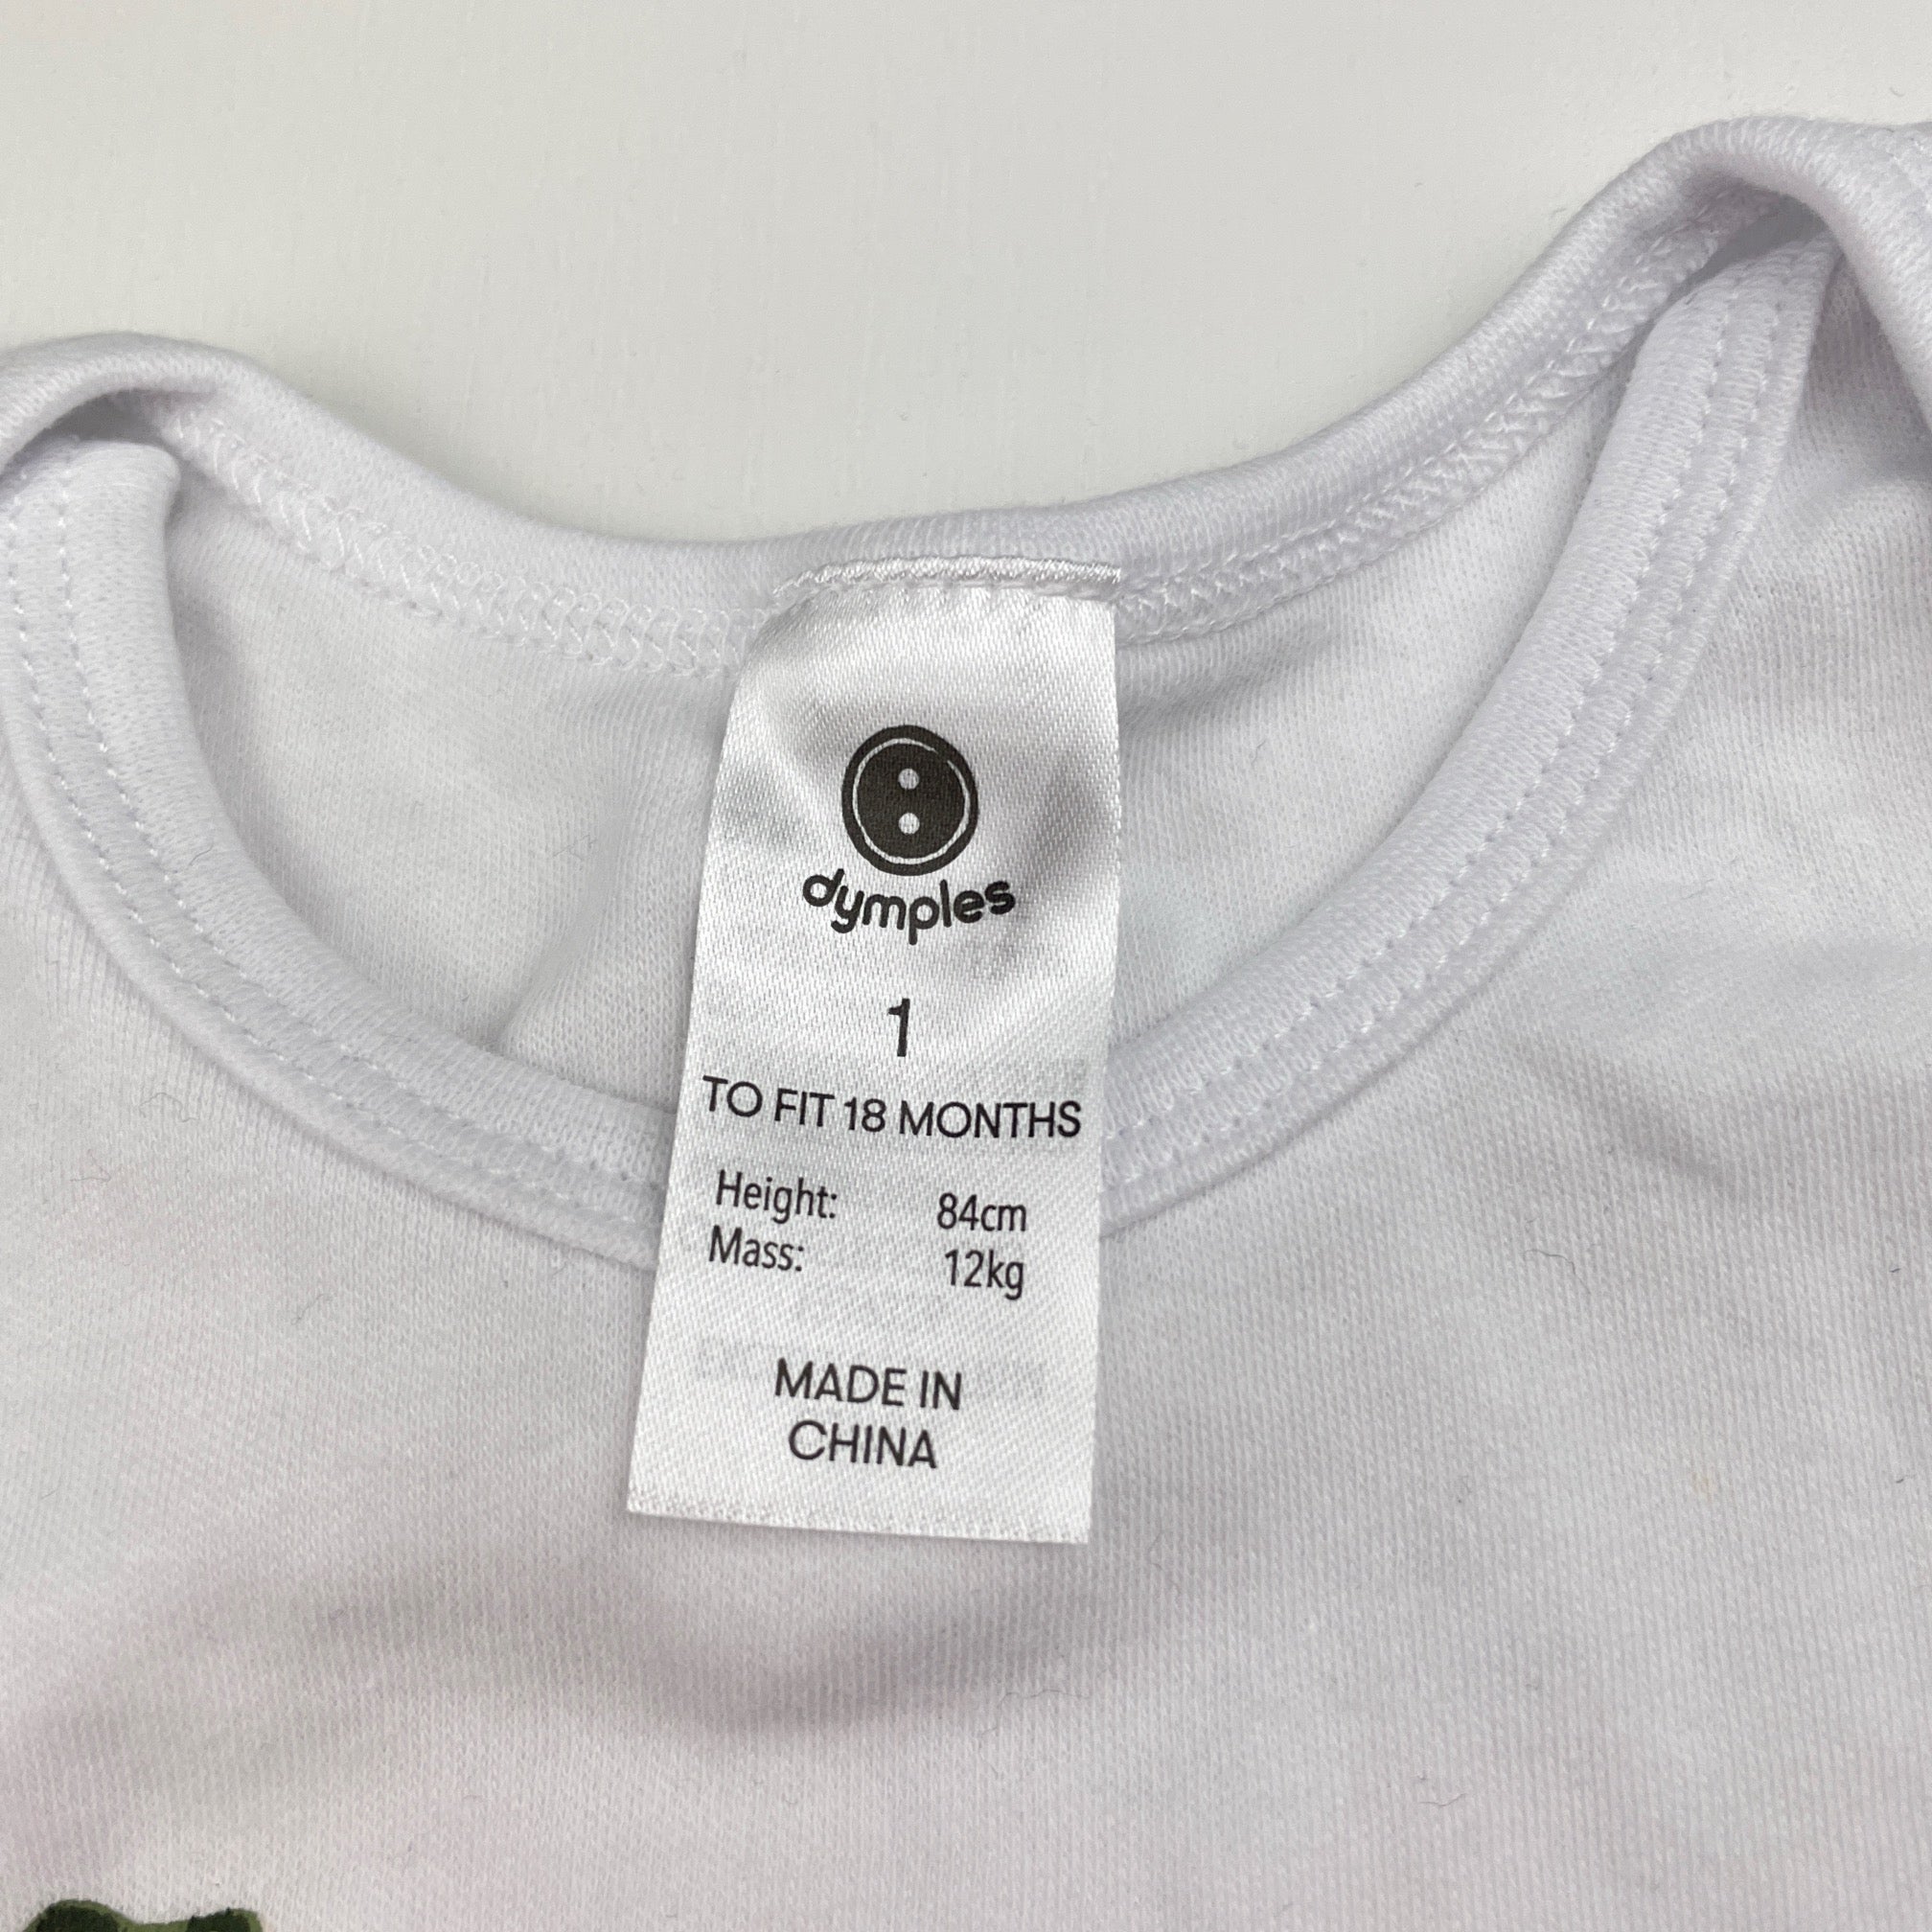 dymples
1
TO FIT 18 MONTHS
Height: 84cm
Mass: 12kg
MADE IN
CHINA